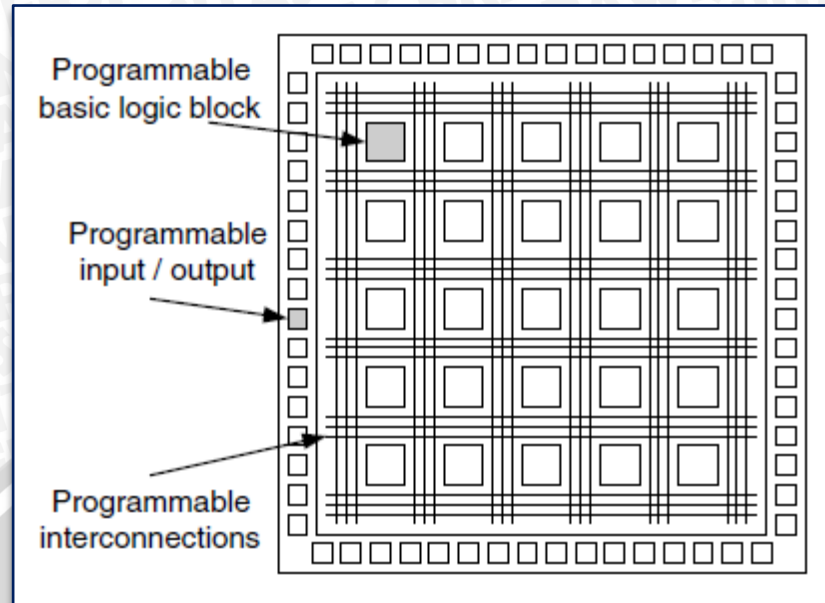 Programmable
basic logic block
Programmable
input / output
Programmable
interconnections